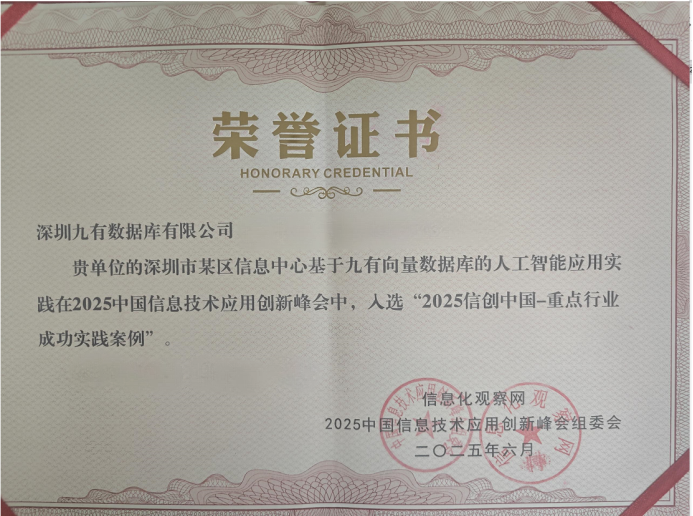 荣誉证书
HONORARY CREDENTIAL
深圳九有数据库有限公司
贵单位的深圳市某区信息中心基于九有向量数据库的人工智能应用实
践在2025中国信息技术应用创新峰会中，入选“2025信创中国-重点行业
成功实践案例”。
信息化观察网
2025中国信息技术应用创新峰会组委会
二〇二五年六月